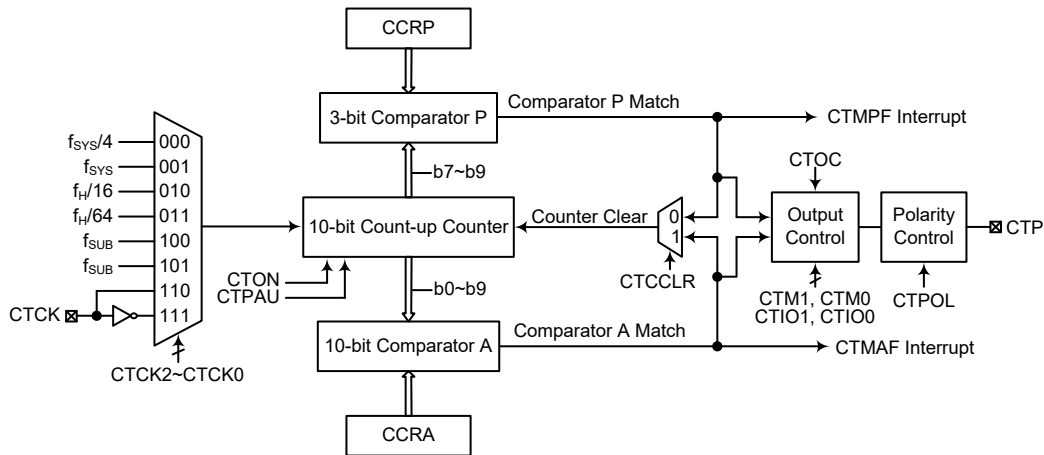 CCRP
3-bit Comparator P
Comparator P Match
CTMPF Interrupt
b7~b9
fSYS/4
000
fSYS
001
fH/16
010
fH/64
011
fSUB
100
fSUB
101
110
111
CTCK
CTCK2~CTCK0
10-bit Count-up Counter
CTON
CTPAU
Counter Clear
0
1
CTCCLR
CTOC
Output
Control
CTM1, CTM0
CTIO1, CTIO0
Polarity
Control
CTPOL
CTP
b0~b9
10-bit Comparator A
Comparator A Match
CTMAF Interrupt
CCRA